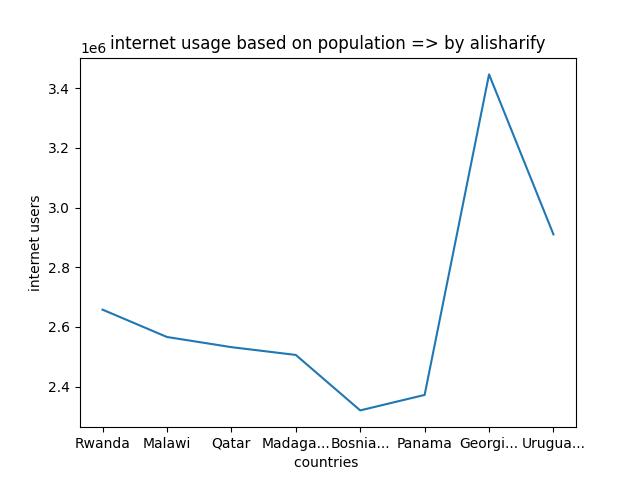 internet usage based on population => by alisharify
1e6
3.4
3.2
3.0
2.8
2.6
2.4
internet users
Rwanda Malawi Qatar Madaga... Bosnia... Panama Georgi... Urugua...
countries